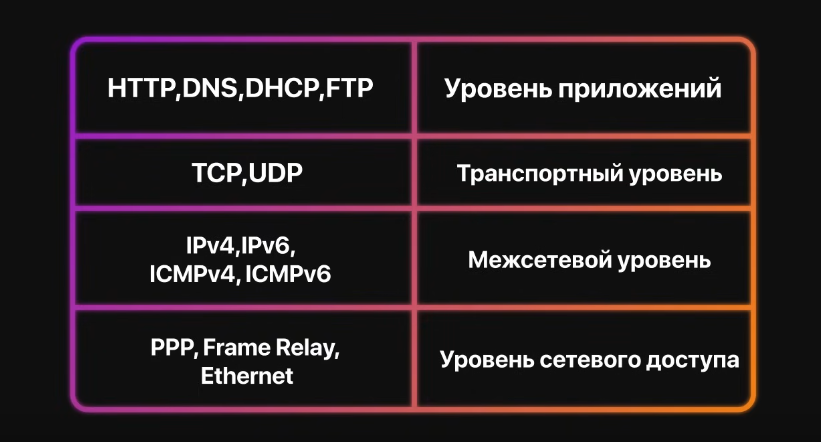 HTTP,DNS,DHCP,FTP
Уровень приложений
TCP,UDP
Транспортный уровень
IPv4,IPv6,
ICMPv4, ICMPv6
Межсетевой уровень
PPP, Frame Relay,
Ethernet
Уровень сетевого доступа